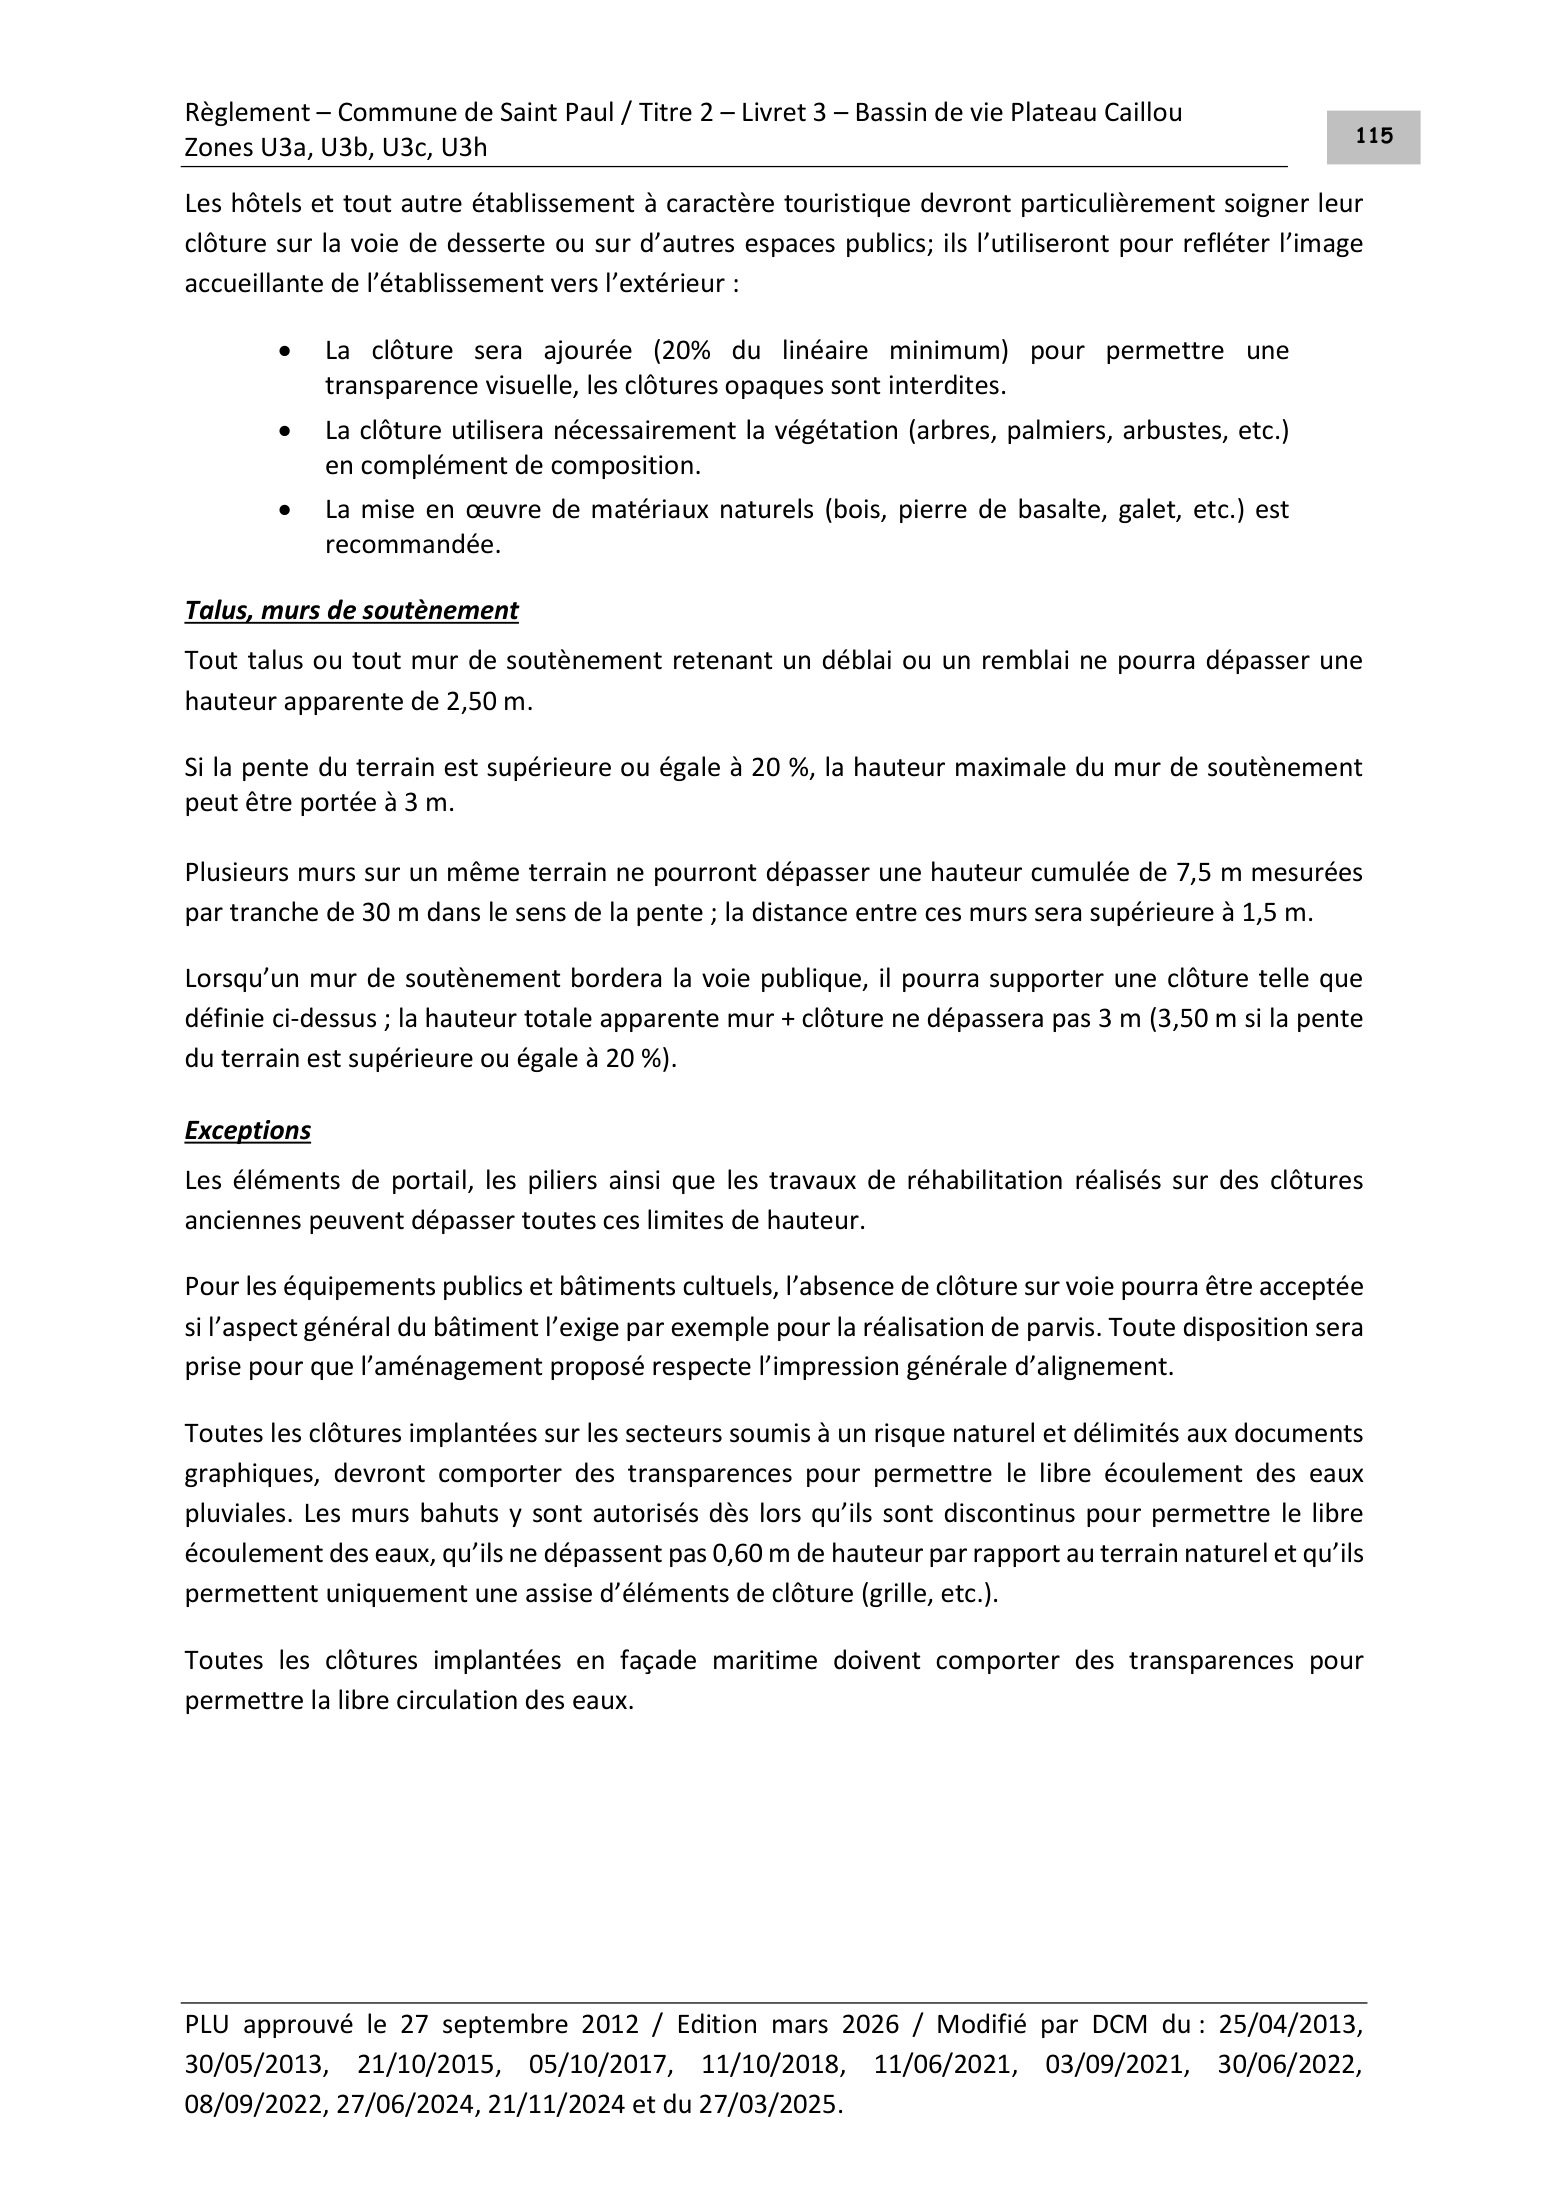 Règlement – Commune de Saint Paul / Titre 2 – Livret 3 – Bassin de vie Plateau Caillou
Zones U3a, U3b, U3c, U3h
115
Les hôtels et tout autre établissement à caractère touristique devront particulièrement soigner leur
clôture sur la voie de desserte ou sur d’autres espaces publics; ils l’utiliseront pour refléter l’image
accueillante de l’établissement vers l’extérieur :
• La clôture sera ajourée (20% du linéaire minimum) pour permettre une
transparence visuelle, les clôtures opaques sont interdites.
• La clôture utilisera nécessairement la végétation (arbres, palmiers, arbustes, etc.)
en complément de composition.
• La mise en œuvre de matériaux naturels (bois, pierre de basalte, galet, etc.) est
recommandée.
Talus, murs de soutènement
Tout talus ou tout mur de soutènement retenant un déblai ou un remblai ne pourra dépasser une
hauteur apparente de 2,50 m.
Si la pente du terrain est supérieure ou égale à 20 %, la hauteur maximale du mur de soutènement
peut être portée à 3 m.
Plusieurs murs sur un même terrain ne pourront dépasser une hauteur cumulée de 7,5 m mesurées
par tranche de 30 m dans le sens de la pente ; la distance entre ces murs sera supérieure à 1,5 m.
Lorsqu’un mur de soutènement bordera la voie publique, il pourra supporter une clôture telle que
définie ci-dessus ; la hauteur totale apparente mur + clôture ne dépassera pas 3 m (3,50 m si la pente
du terrain est supérieure ou égale à 20 %).
Exceptions
Les éléments de portail, les piliers ainsi que les travaux de réhabilitation réalisés sur des clôtures
anciennes peuvent dépasser toutes ces limites de hauteur.
Pour les équipements publics et bâtiments cultuels, l’absence de clôture sur voie pourra être acceptée
si l’aspect général du bâtiment l’exige par exemple pour la réalisation de parvis. Toute disposition sera
prise pour que l’aménagement proposé respecte l’impression générale d’alignement.
Toutes les clôtures implantées sur les secteurs soumis à un risque naturel et délimités aux documents
graphiques, devront comporter des transparences pour permettre le libre écoulement des eaux
pluviales. Les murs bahuts y sont autorisés dès lors qu’ils sont discontinus pour permettre le libre
écoulement des eaux, qu’ils ne dépassent pas 0,60 m de hauteur par rapport au terrain naturel et qu’ils
permettent uniquement une assise d’éléments de clôture (grille, etc.).
Toutes les clôtures implantées en façade maritime doivent comporter des transparences pour
permettre la libre circulation des eaux.
PLU approuvé le 27 septembre 2012 / Edition mars 2026 / Modifié par DCM du : 25/04/2013,
30/05/2013, 21/10/2015, 05/10/2017, 11/10/2018, 11/06/2021, 03/09/2021, 30/06/2022,
08/09/2022, 27/06/2024, 21/11/2024 et du 27/03/2025.